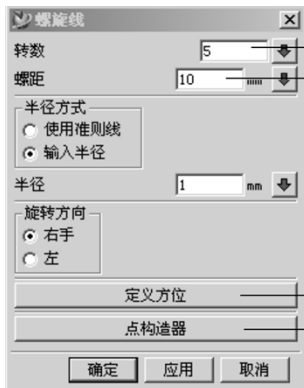 螺旋线
转数 5
螺距 10 mm
半径方式
使用准则线
输入半径
半径 1 mm
旋转方向
右手
左
定义方位
点构造器
确定 应用 取消